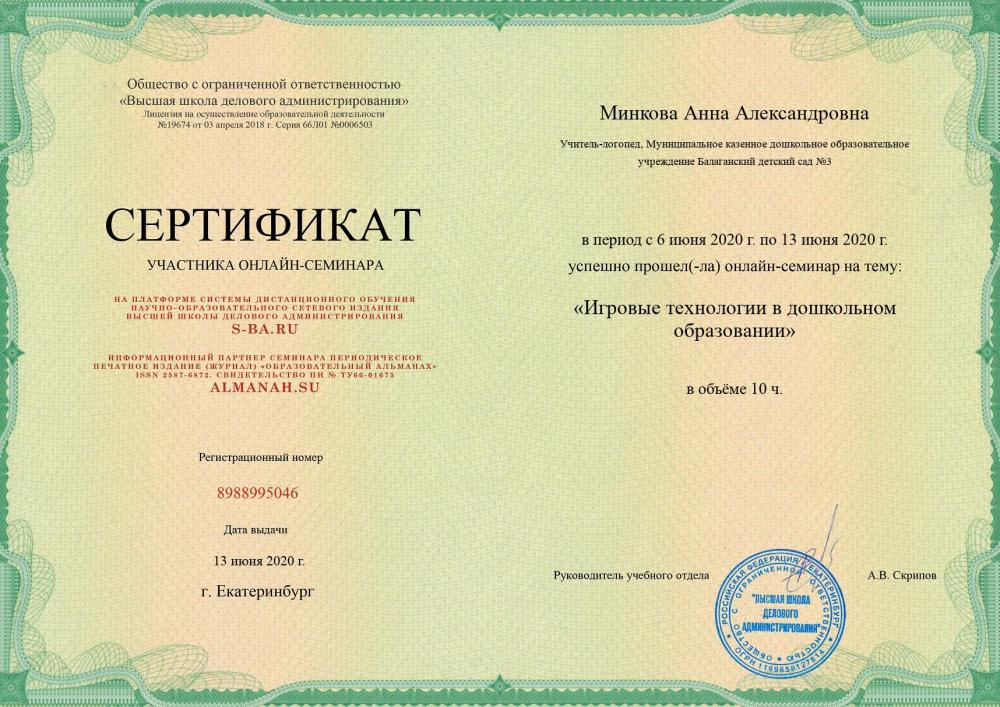 Общество с ограниченной ответственностью
«Высшая школа делового администрирования»
Лицензия на осуществление образовательной деятельности
№19674 от 03 апреля 2018 г. Серия 66Л01 №0006503
СЕРТИФИКАТ
УЧАСТНИКА ОНЛАЙН-СЕМИНАРА
НА ПЛАТФОРМЕ СИСТЕМЫ ДИСТАНЦИОННОГО ОБУЧЕНИЯ
НАУЧНО-ОБРАЗОВАТЕЛЬНОГО СЕТЕВОГО ИЗДАНИЯ
ВЫСШЕЙ ШКОЛЫ ДЕЛОВОГО АДМИНИСТРИРОВАНИЯ
S-BA.RU
ИНФОРМАЦИОННЫЙ ПАРТНЕР СЕМИНАРА ПЕРИОДИЧЕСКОЕ
ПЕЧАТНОЕ ИЗДАНИЕ (ЖУРНАЛ) «ОБРАЗОВАТЕЛЬНЫЙ АЛЬМАНАХ»
ISSN 2587-6872. СВИДЕТЕЛЬСТВО ПИ № ТУ66-01675
ALMANAH.SU
Регистрационный номер
8988995046
Дата выдачи
13 июня 2020 г.
г. Екатеринбург
Минкова Анна Александровна
Учитель-логопед, Муниципальное казенное дошкольное образовательное
учреждение Балаганский детский сад №3
в период с 6 июня 2020 г. по 13 июня 2020 г.
успешно прошел(-ла) онлайн-семинар на тему:
«Игровые технологии в дошкольном
образовании»
в объёме 10 ч.
Руководитель учебного отдела
А.В. Скрипов
РОССИЙСКАЯ ФЕДЕРАЦИЯ Г.ЕКАТЕРИНБУРГ
ОБЩЕСТВО С ОГРАНИЧЕННОЙ ОТВЕТСТВЕННОСТЬЮ
"ВЫСШАЯ ШКОЛА
ДЕЛОВОГО
АДМИНИСТРИРОВАНИЯ"
ОГРН 1169658127814